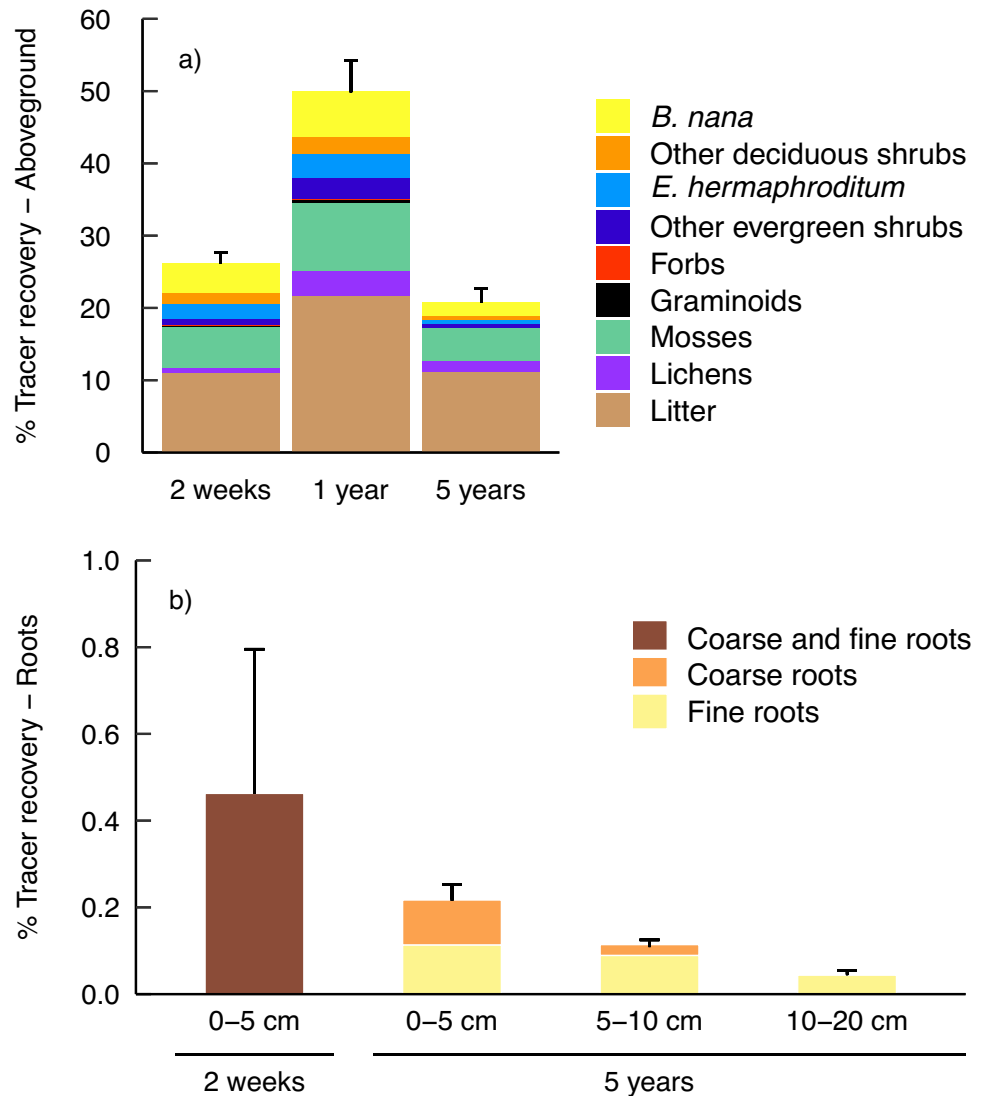 60
50
40
30
20
10
0
% Tracer recovery – Aboveground
a)
B. nana
Other deciduous shrubs
E. hermaphroditum
Other evergreen shrubs
Forbs
Graminoids
Mosses
Lichens
Litter
2 weeks 1 year 5 years
1.0
0.8
0.6
0.4
0.2
0.0
% Tracer recovery – Roots
b)
Coarse and fine roots
Coarse roots
Fine roots
0–5 cm 0–5 cm 5–10 cm 10–20 cm
2 weeks 5 years